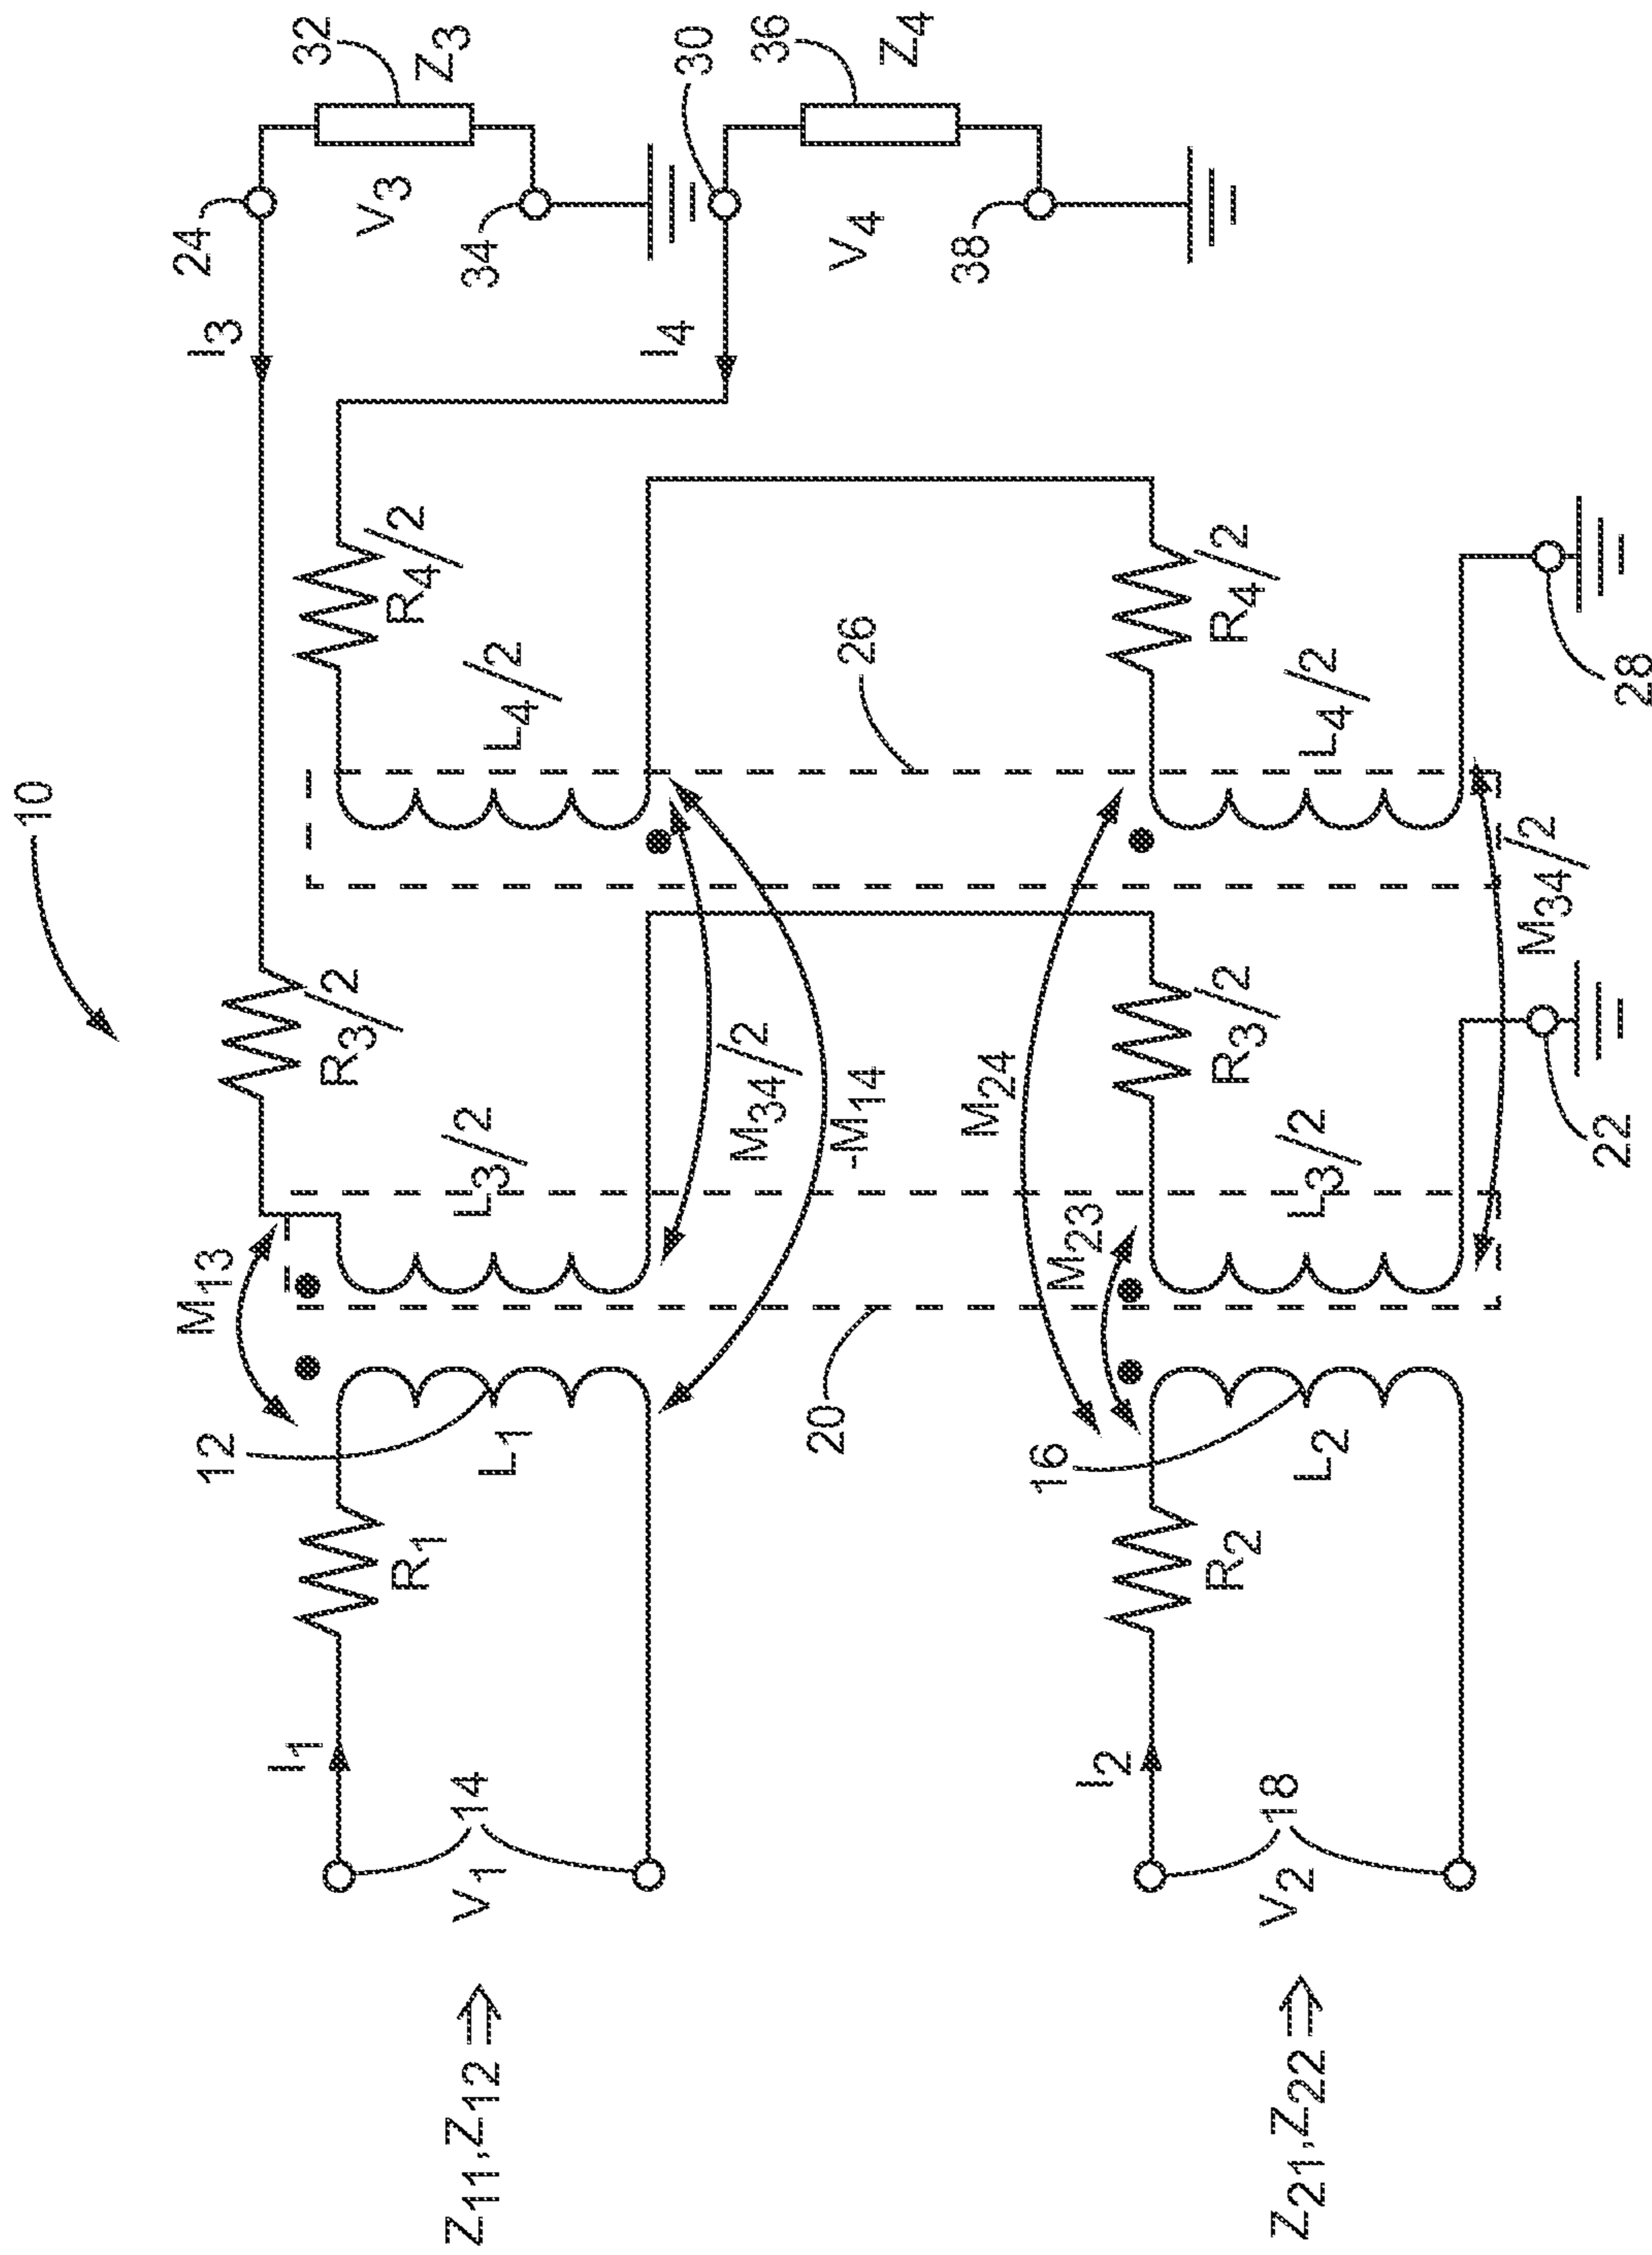 10
24
I3
V3
32
Z3
34
30
I4
V4
36
Z4
38
M13
R3/2
L3/2
R4/2
L4/2
12
I1
R1
L1
14
V1
Z11,Z12
M34/2
-M14
20
26
M24
M23
16
I2
R2
L2
18
V2
Z21,Z22
R3/2
L3/2
R4/2
L4/2
M34/2
22
28